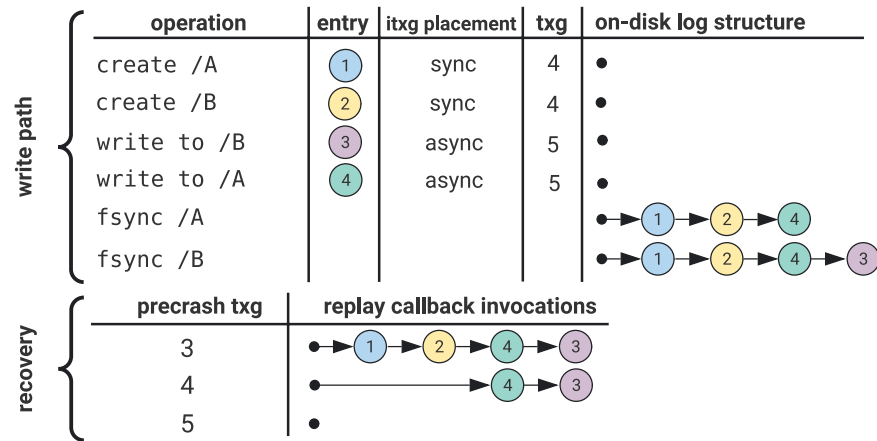 operation entry itxg placement txg on-disk log structure
create /A 1 sync 4
create /B 2 sync 4
write to /B 3 async 5
write to /A 4 async 5
fsync /A 1 2 4
fsync /B 1 2 4 3
write path
precrash txg replay callback invocations
3 1 2 4 3
4 4 3
5
recovery